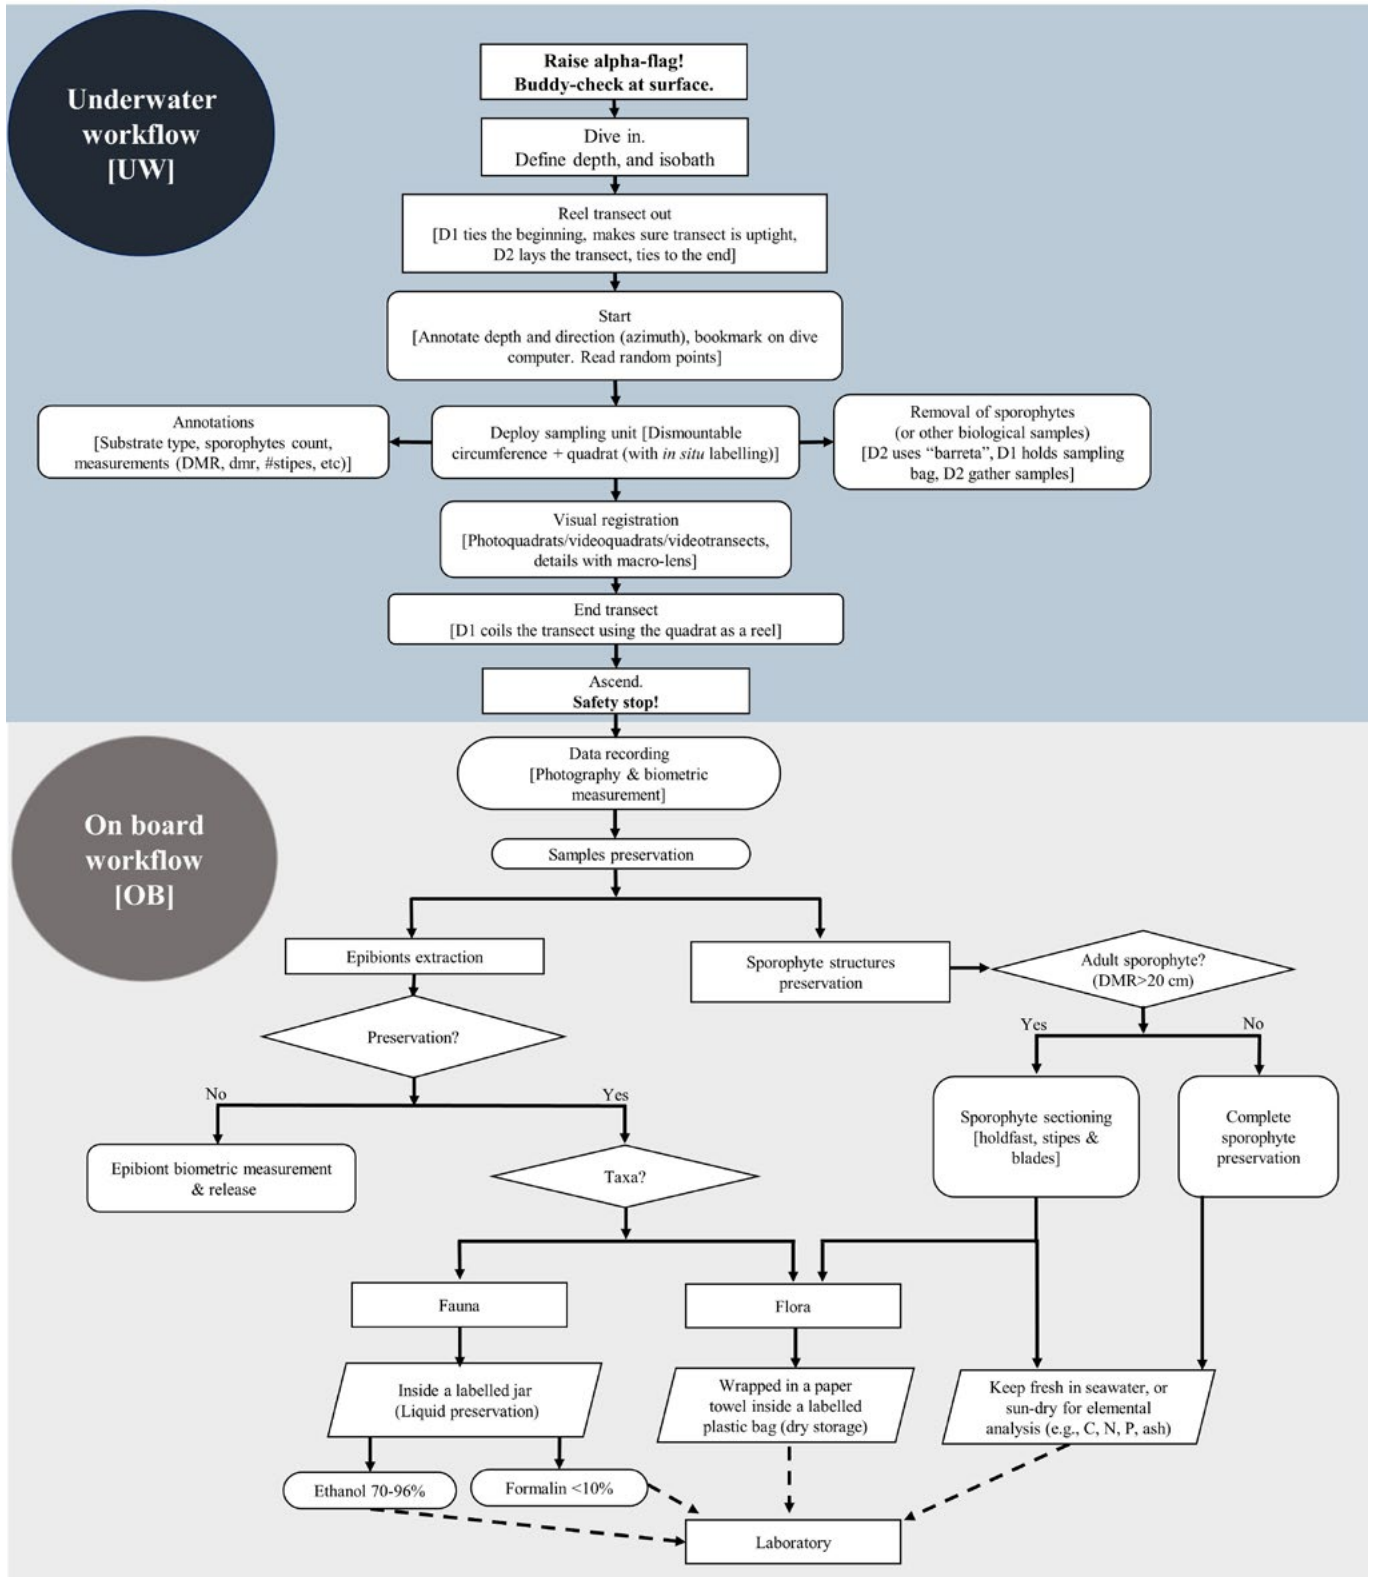 Underwater
workflow
[UW]
Raise alpha-flag!
Buddy-check at surface.
Dive in.
Define depth, and isobath
Reel transect out
[D1 ties the beginning, makes sure transect is uptight,
D2 lays the transect, ties to the end]
Start
[Annotate depth and direction (azimuth), bookmark on dive
computer. Read random points]
Annotations
[Substrate type, sporophytes count,
measurements (DMR, dmr, #stipes, etc)]
Deploy sampling unit [Dismountable
circumference + quadrat (with in situ labelling)]
Removal of sporophytes
(or other biological samples)
[D2 uses “barreta”, D1 holds sampling
bag, D2 gather samples]
Visual registration
[Photoquadrats/videoquadrats/videotransects,
details with macro-lens]
End transect
[D1 coils the transect using the quadrat as a reel]
Ascend.
Safety stop!
On board
workflow
[OB]
Data recording
[Photography & biometric
measurement]
Samples preservation
Epibionts extraction
Sporophyte structures
preservation
Adult sporophyte?
(DMR>20 cm)
Preservation?
Yes
No
No
Yes
Sporophyte sectioning
[holdfast, stipes &
blades]
Complete
sporophyte
preservation
Epibiont biometric measurement
& release
Taxa?
Fauna
Flora
Inside a labelled jar
(Liquid preservation)
Wrapped in a paper
towel inside a labelled
plastic bag (dry storage)
Keep fresh in seawater, or
sun-dry for elemental
analysis (e.g., C, N, P, ash)
Ethanol 70-96%
Formalin <10%
Laboratory